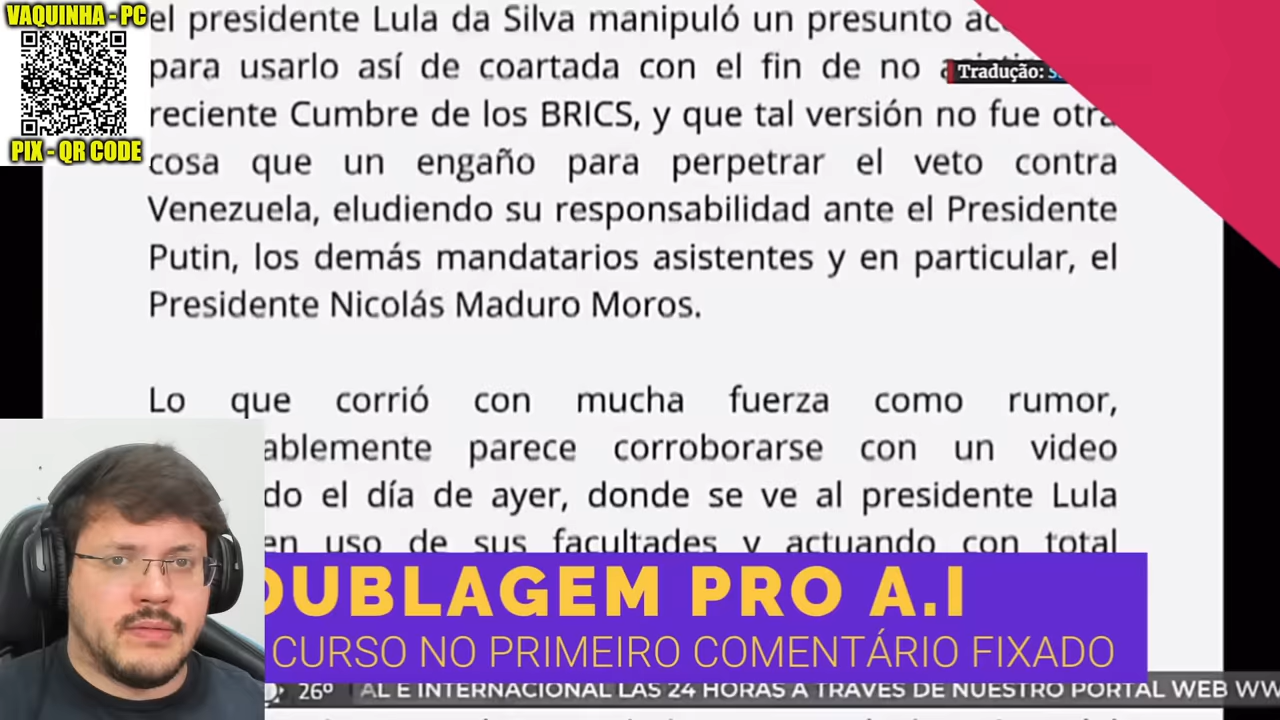 VAQUINHA - PC
PIX - QR CODE
el presidente Lula da Silva manipuló un presunto
para usarlo así de coartada con el fin de no
Tradução:
reciente Cumbre de los BRICS, y que tal versión no fue otra
cosa que un engaño para perpetrar el veto contra
Venezuela, eludiendo su responsabilidad ante el Presidente
Putin, los demás mandatarios asistentes y en particular, el
Presidente Nicolás Maduro Moros.
Lo que corrió con mucha fuerza como rumor,
ablemente parece corroborarse con un video
do el día de ayer, donde se ve al presidente Lula
en uso de sus facultades y actuando con total
DUBLAGEM PRO A.I
CURSO NO PRIMEIRO COMENTÁRIO FIXADO
26º
AL E INTERNACIONAL LAS 24 HORAS A TRAVÉS DE NUESTRO PORTAL WEB WW